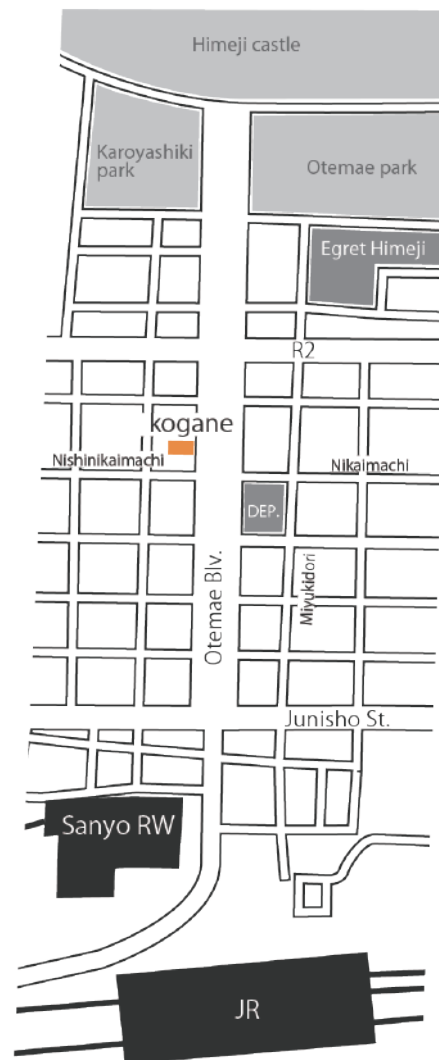 Himeji castle
Karoyashiki
park
Otemae park
Egret Himeji
R2
kogane
Nishinikaimachi
Nikaimachi
DEP.
Otemae Blv.
Miyukidori
Junisho St.
Sanyo RW
JR